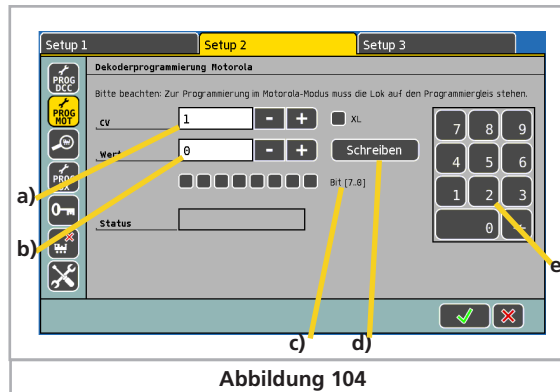 Setup 1 Setup 2 Setup 3
Dekoderprogrammierung Motorola
PROG DCC
Bitte beachten: Zur Programmierung im Motorola-Modus muss die Lok auf den Programmiergleis stehen.
PROG MOT
CV 1 - + XL
7 8 9
Wert 0 - + Schreiben
4 5 6
a)
PROG
Bit [7.0]
1 2 3
b)
Status
0
e
c) d)
Abbildung 104